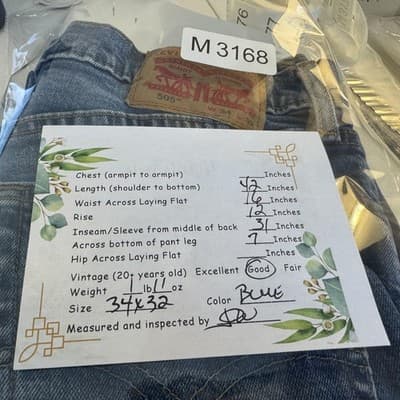 76
77
M 3168
505
Chest (armpit to armpit) Inches
Length (shoulder to bottom) 42 Inches
Waist Across Laying Flat 16 Inches
Rise 12 Inches
Inseam/Sleeve from middle of back 31 Inches
Across bottom of pant leg 7 Inches
Hip Across Laying Flat Inches
Vintage (20+ years old) Excellent Good Fair
Weight 1 lb 11 oz
Size 34x32 Color BLUE
Measured and inspected by